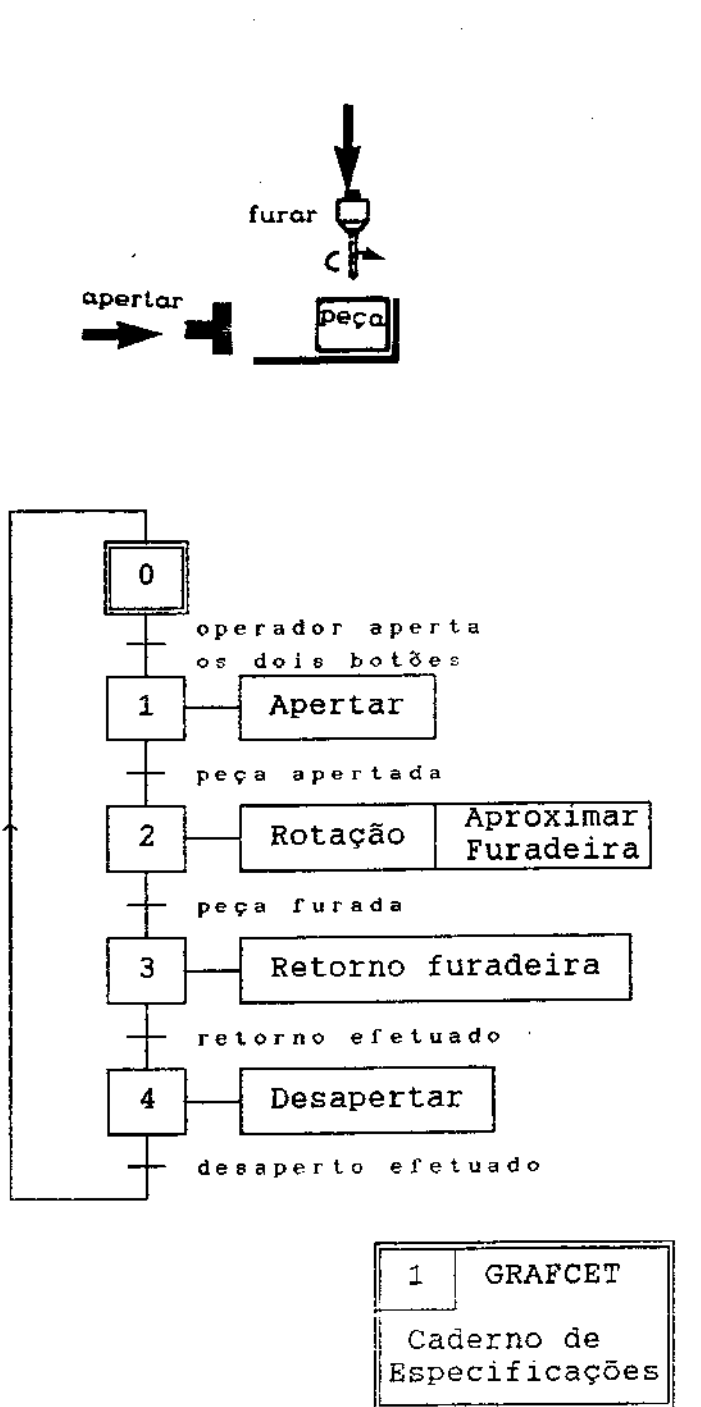 furar
apertar
peça
0
operador aperta
os dois botões
1 Apertar
peça apertada
2 Rotação Aproximar
Furadeira
peça furada
3 Retorno furadeira
retorno efetuado
4 Desapertar
desaperto efetuado
1 GRAFCET
Caderno de
Especificações